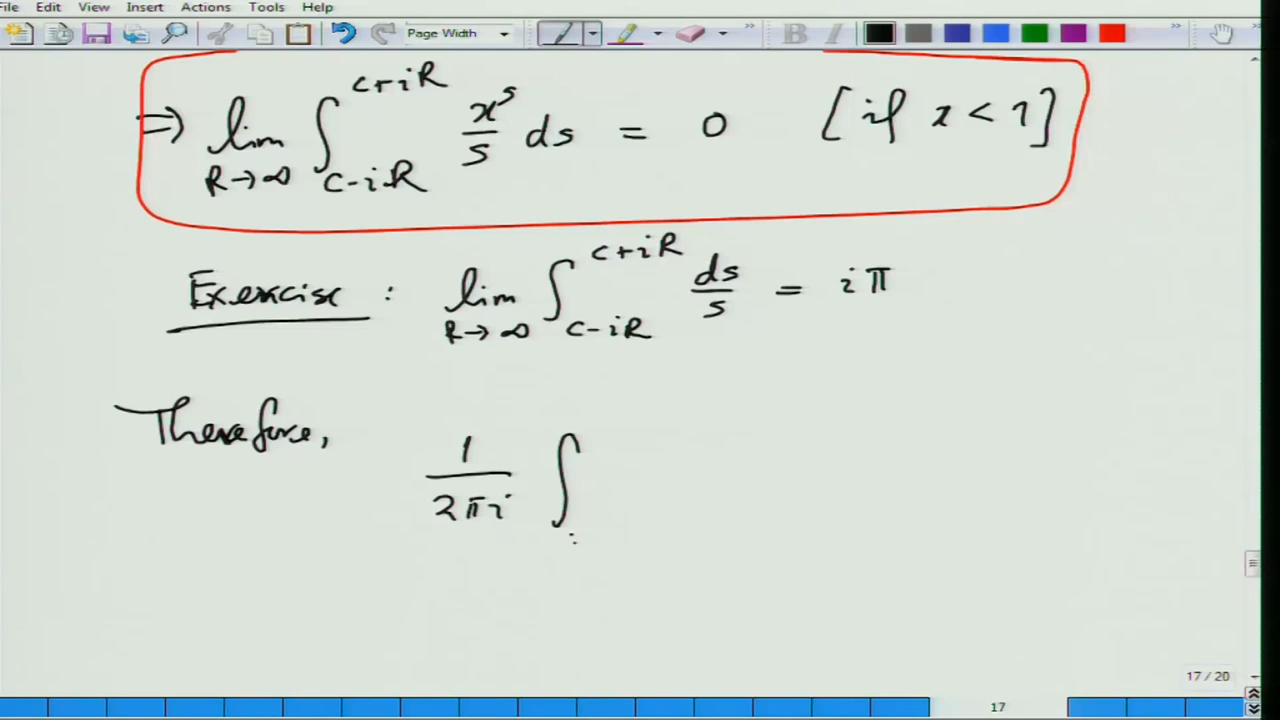 File Edit View Insert Actions Tools Help
Page Width
⇒ lim_{R→∞} ∫_{c-iR}^{c+iR} x^s/s ds = 0 [if x < 1]
Exercise : lim_{R→∞} ∫_{c-iR}^{c+iR} ds/s = iπ
Therefore,
1/2πi ∫
17 / 20
17